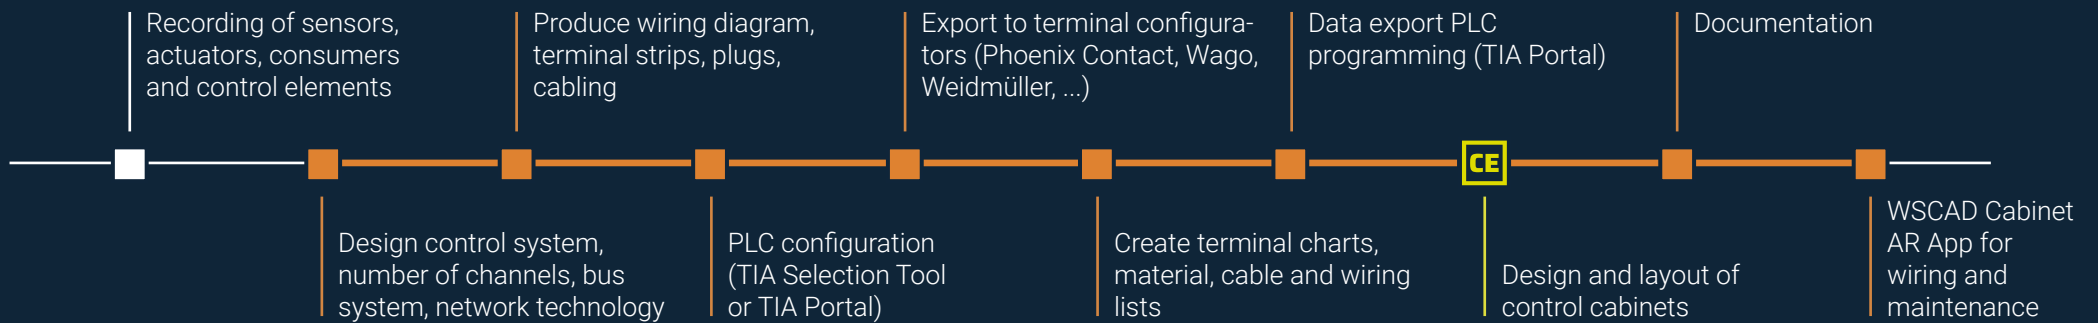 Recording of sensors,
actuators, consumers
and control elements
Produce wiring diagram,
terminal strips, plugs,
cabling
Export to terminal configura-
tors (Phoenix Contact, Wago,
Weidmüller, ...)
Data export PLC
programming (TIA Portal)
Documentation
CE
Design control system,
number of channels, bus
system, network technology
PLC configuration
(TIA Selection Tool
or TIA Portal)
Create terminal charts,
material, cable and wiring
lists
Design and layout of
control cabinets
WSCAD Cabinet
AR App for
wiring and
maintenance